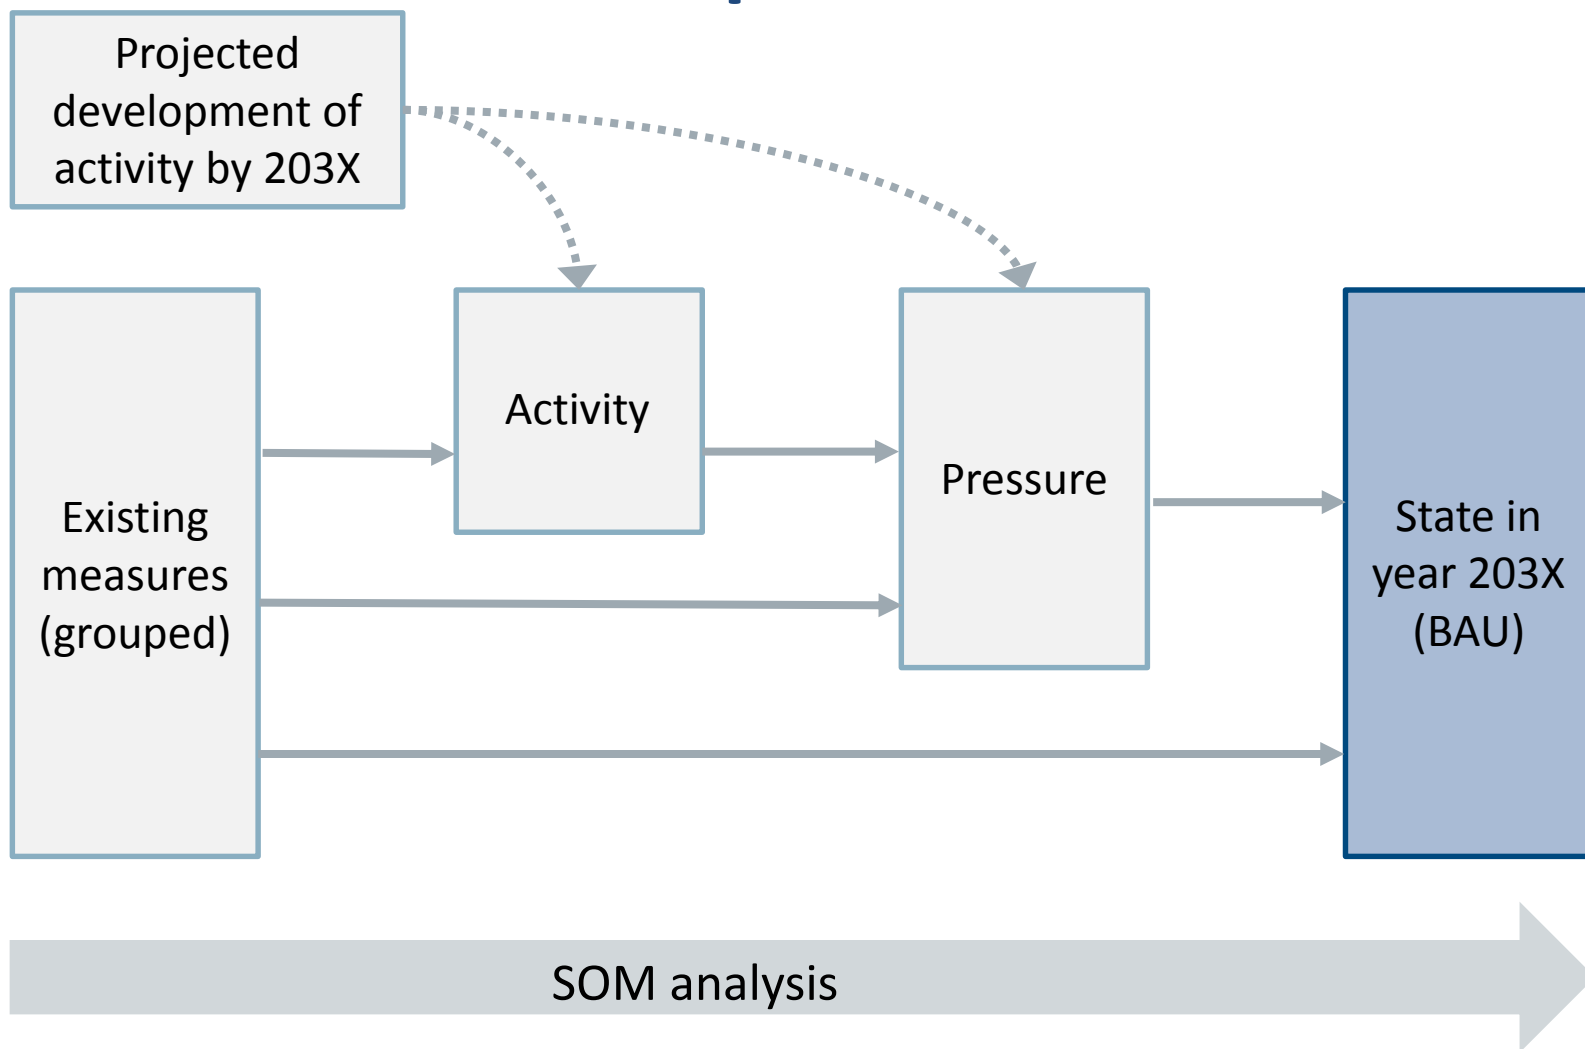 Projected
development of
activity by 203X
Activity
Pressure
Existing
measures
(grouped)
State in
year 203X
(BAU)
SOM analysis